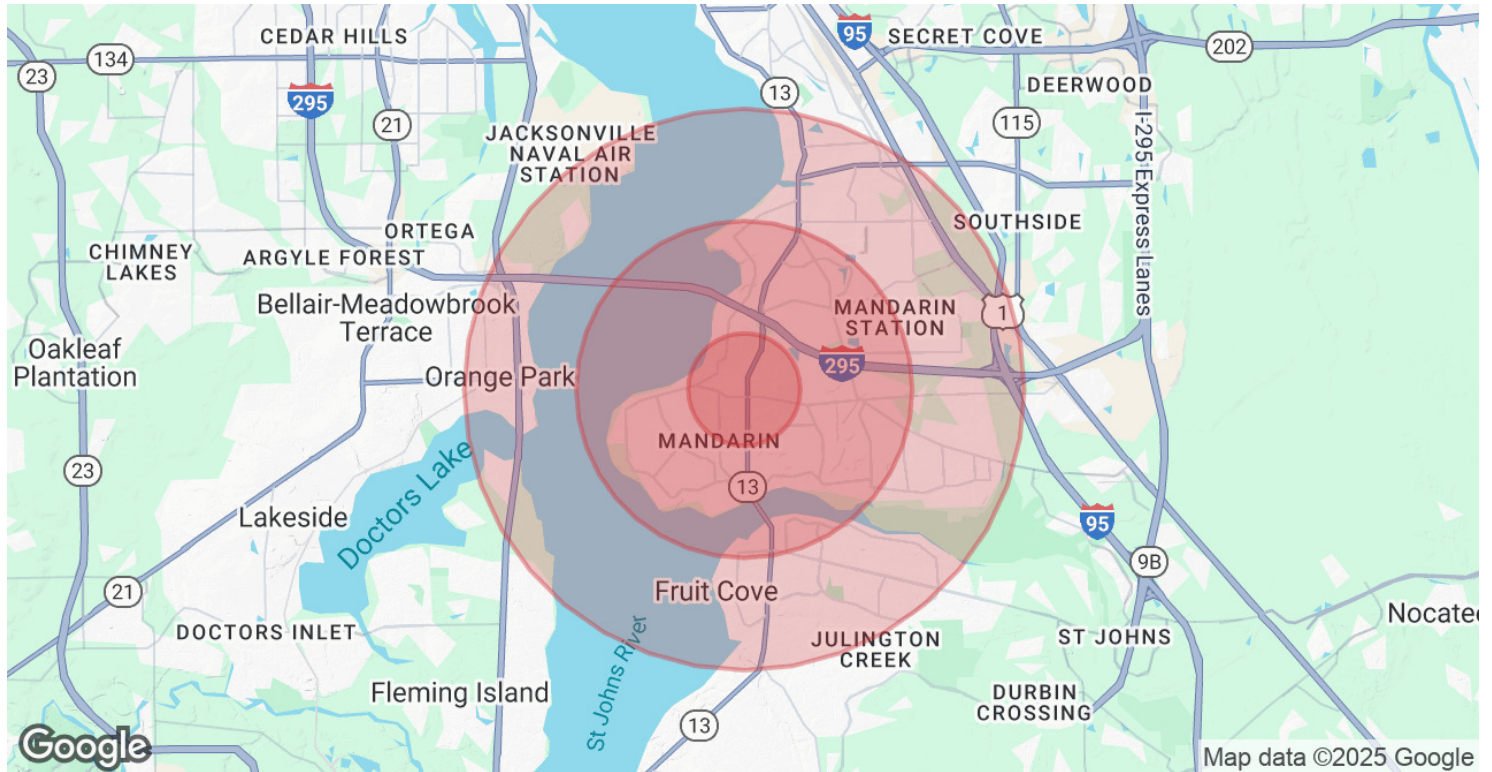 CEDAR HILLS
95
SECRET COVE
202
134
23
295
13
DEERWOOD
21
115
JACKSONVILLE
NAVAL AIR
STATION
I-295 Express Lanes
ORTEGA
SOUTHSIDE
CHIMNEY
LAKES
ARGYLE FOREST
Bellair-Meadowbrook
Terrace
MANDARIN
STATION
1
Oakleaf
Plantation
295
Orange Park
MANDARIN
23
Doctors Lake
13
Lakeside
95
9B
21
Fruit Cove
Nocatee
DOCTORS INLET
JULINGTON
CREEK
ST JOHNS
St Johns River
Fleming Island
DURBIN
CROSSING
13
Google
Map data ©2025 Google